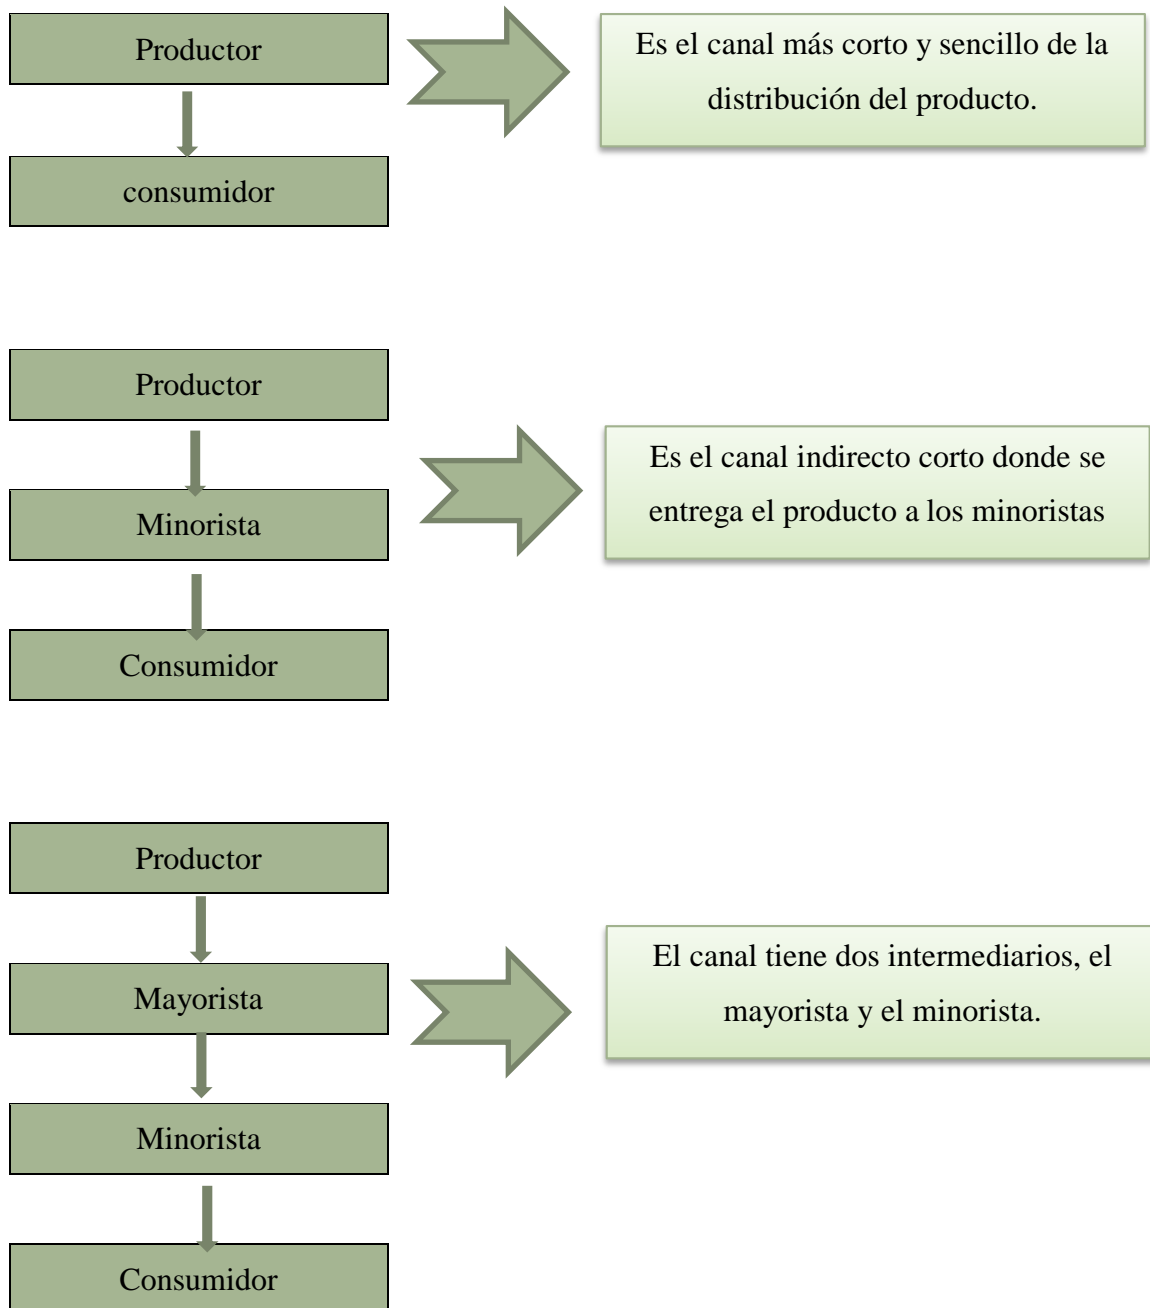 Productor
consumidor
Es el canal más corto y sencillo de la
distribución del producto.
Productor
Minorista
Consumidor
Es el canal indirecto corto donde se
entrega el producto a los minoristas
Productor
Mayorista
Minorista
Consumidor
El canal tiene dos intermediarios, el
mayorista y el minorista.